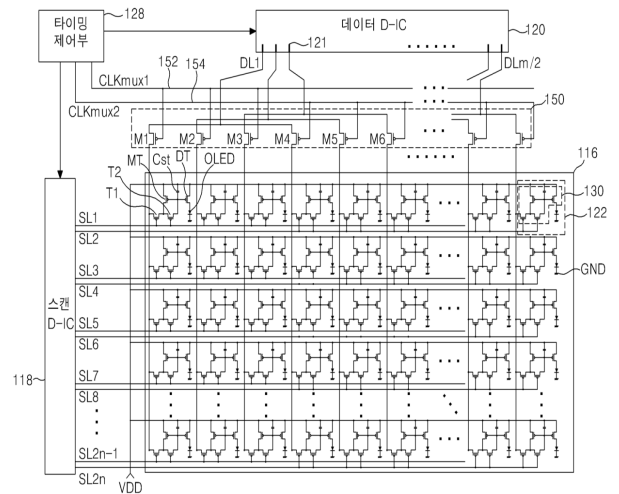 타이밍
제어부
128
데이터 D-IC
120
121
DL1
DLm/2
152
154
CLKmux1
CLKmux2
150
M1 M2 M3 M4 M5 M6
116
MT Cst DT OLED
T2
T1
130
122
GND
스캔
D-IC
118
SL1
SL2
SL3
SL4
SL5
SL6
SL7
SL8
SL2n-1
SL2n
VDD